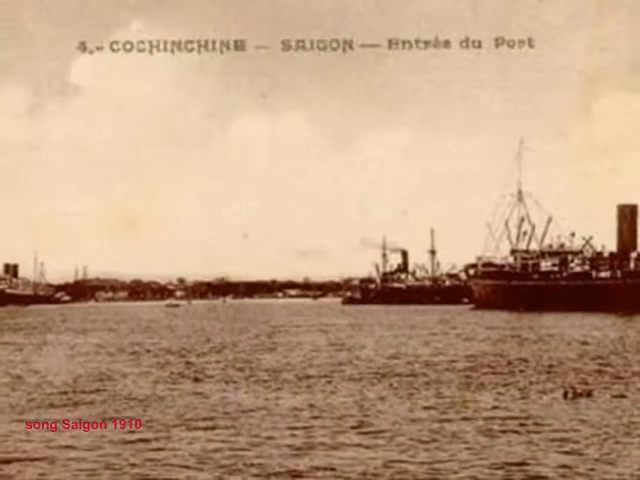 4.- COCHINCHINE — SAIGON — Entrée du Port
song Saigon 1910